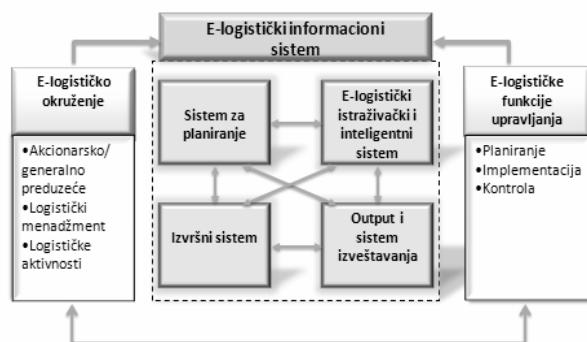 E-logistički informacioni
sistem
E-logističko
okruženje
•Akcionarsko/
generalno
preduzeće
•Logistički
menadžment
•Logističke
aktivnosti
Sistem za
planiranje
E-logistički
istraživački i
inteligentni
sistem
Izvršni sistem
Output i
sistem
izveštavanja
E-logističke
funkcije
upravljanja
•Planiranje
•Implementacija
•Kontrola